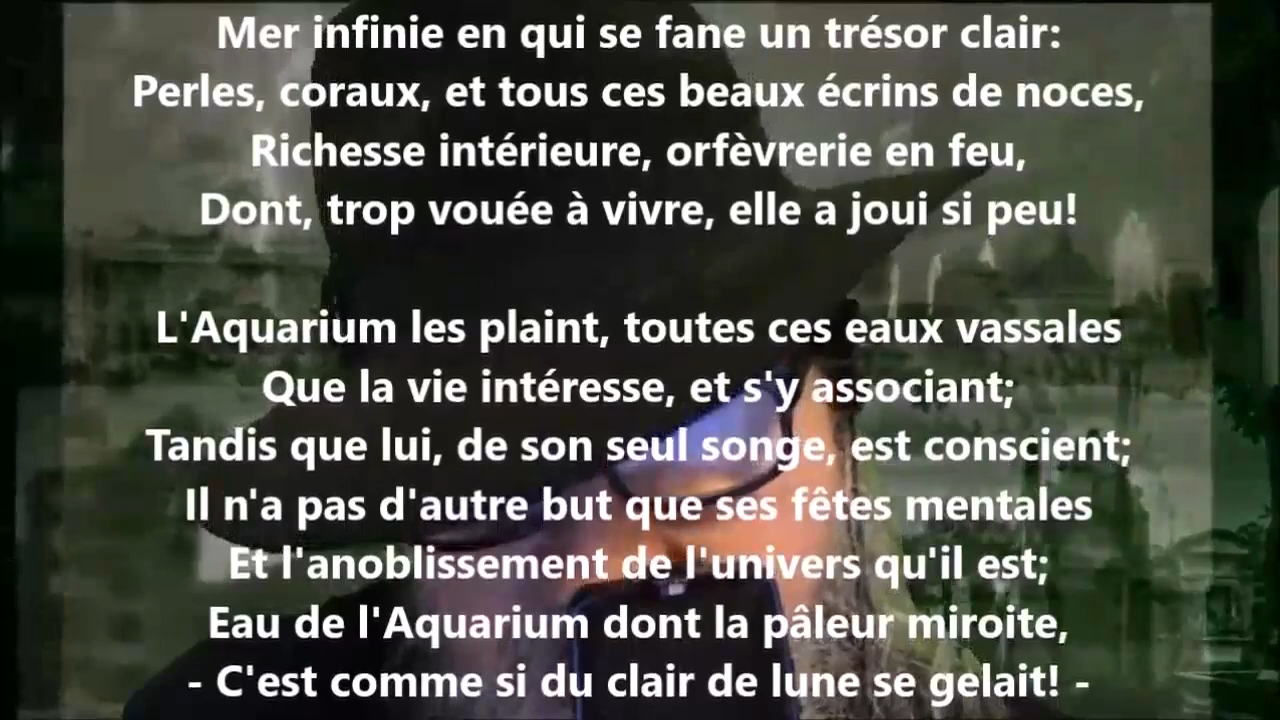 Mer infinie en qui se fane un trésor clair:
Perles, coraux, et tous ces beaux écrins de noces,
Richesse intérieure, orfèvrerie en feu,
Dont, trop vouée à vivre, elle a joui si peu!
L'Aquarium les plaint, toutes ces eaux vassales
Que la vie intéresse, et s'y associant;
Tandis que lui, de son seul songe, est conscient;
Il n'a pas d'autre but que ses fêtes mentales
Et l'anoblissement de l'univers qu'il est;
Eau de l'Aquarium dont la pâleur miroite,
- C'est comme si du clair de lune se gelait! -